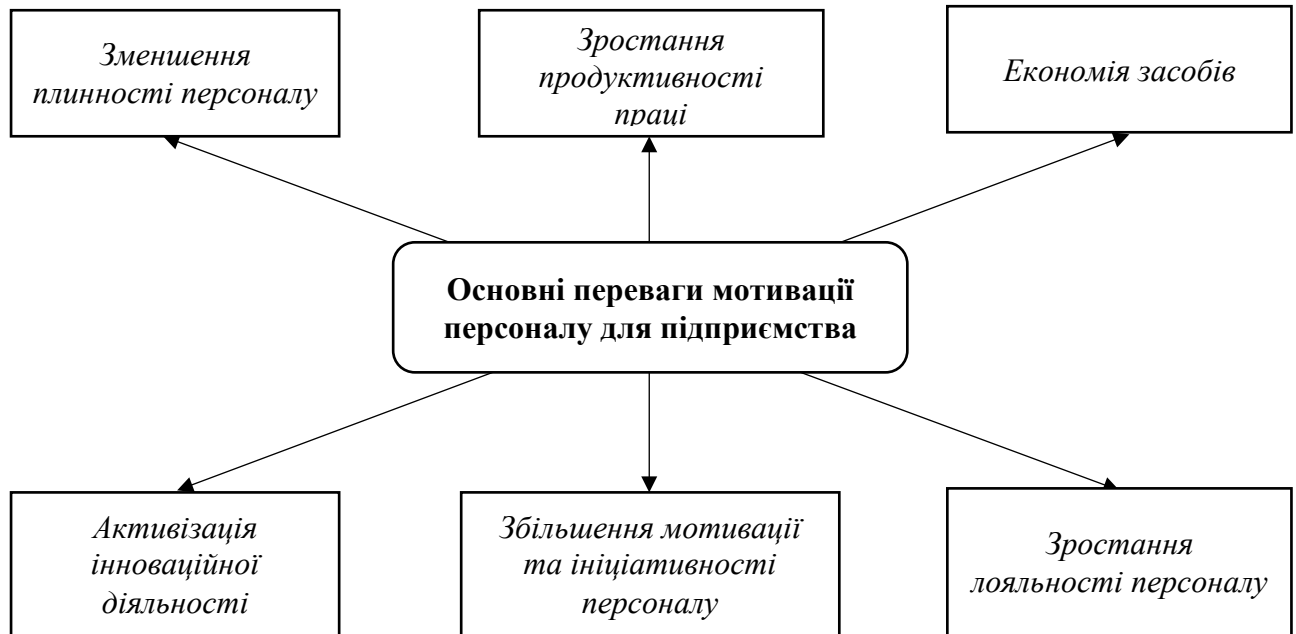 Зменшення
плинності персоналу
Зростання
продуктивності
праці
Економія засобів
Основні переваги мотивації
персоналу для підприємства
Активізація
інноваційної
діяльності
Збільшення мотивації
та ініціативності
персоналу
Зростання
лояльності персоналу